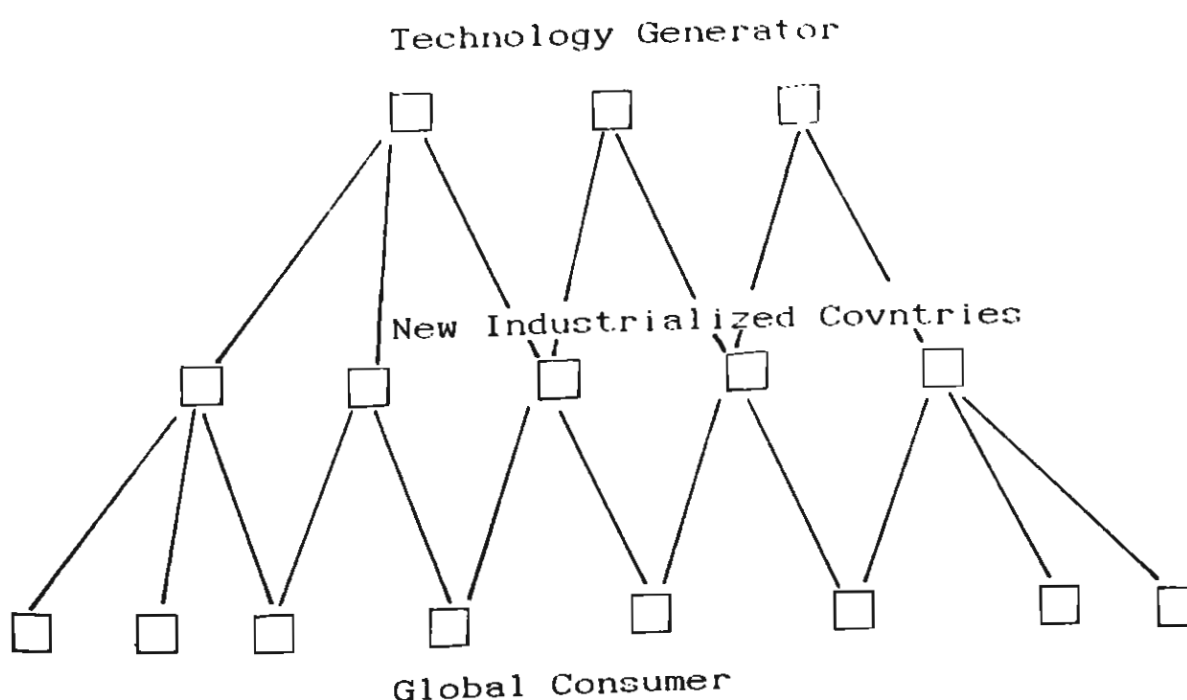 Technology Generator
New Industrialized Covntries
Global Consumer